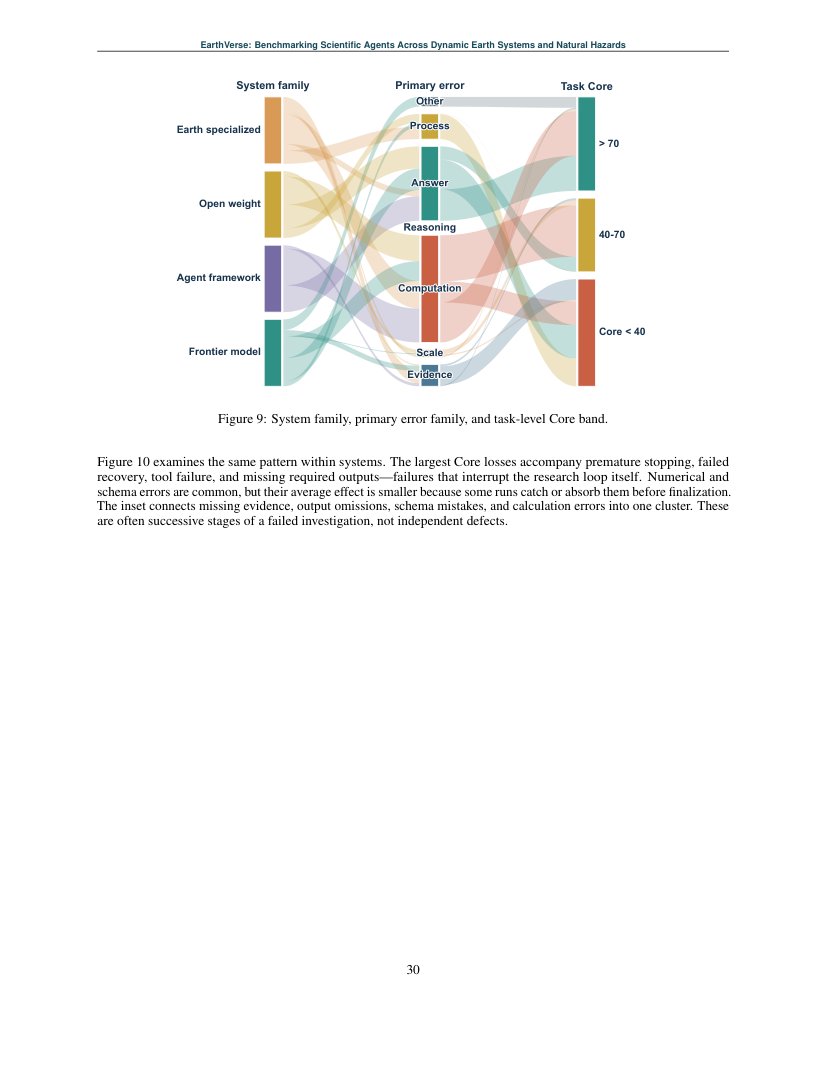 EarthVerse: Benchmarking Scientific Agents Across Dynamic Earth Systems and Natural Hazards
System family
Primary error
Task Core
Earth specialized
Open weight
Agent framework
Frontier model
Other
Process
Answer
Reasoning
Computation
Scale
Evidence
> 70
40-70
Core < 40
Figure 9: System family, primary error family, and task-level Core band.
Figure 10 examines the same pattern within systems. The largest Core losses accompany premature stopping, failed
recovery, tool failure, and missing required outputs—failures that interrupt the research loop itself. Numerical and
schema errors are common, but their average effect is smaller because some runs catch or absorb them before finalization.
The inset connects missing evidence, output omissions, schema mistakes, and calculation errors into one cluster. These
are often successive stages of a failed investigation, not independent defects.
30